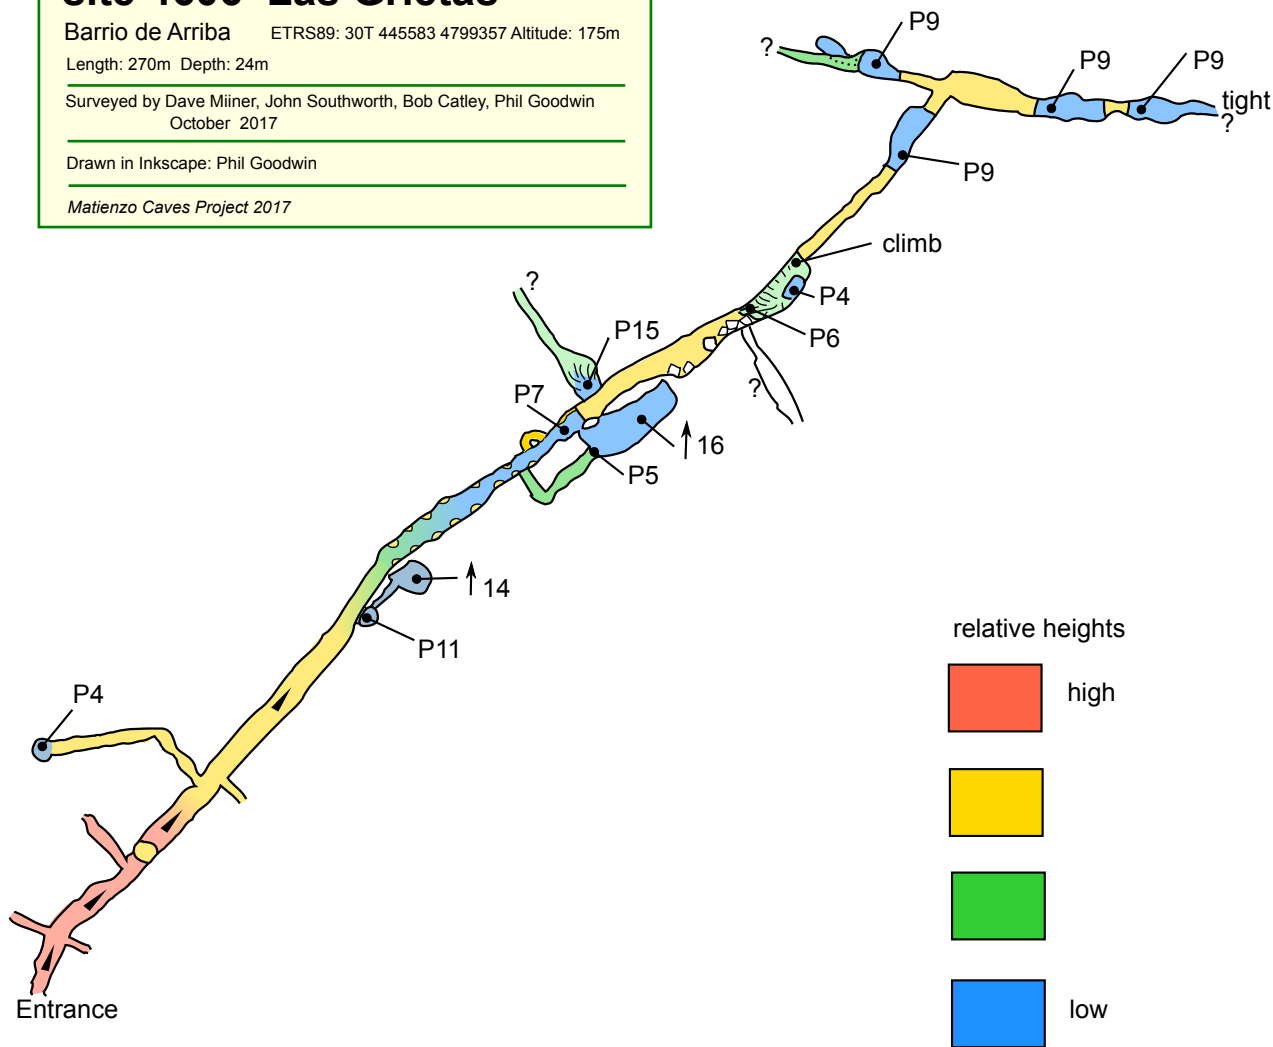 Barrio de Arriba
ETRS89: 30T 445583 4799357 Altitude: 175m
Length: 270m Depth: 24m
Surveyed by Dave Miiner, John Southworth, Bob Catley, Phil Goodwin
October 2017
Drawn in Inkscape: Phil Goodwin
Matienzo Caves Project 2017
P9
?
P9
P9
tight
?
P9
climb
?
P4
P15
P6
?
P7
16
P5
14
P11
P4
relative heights
high
low
Entrance